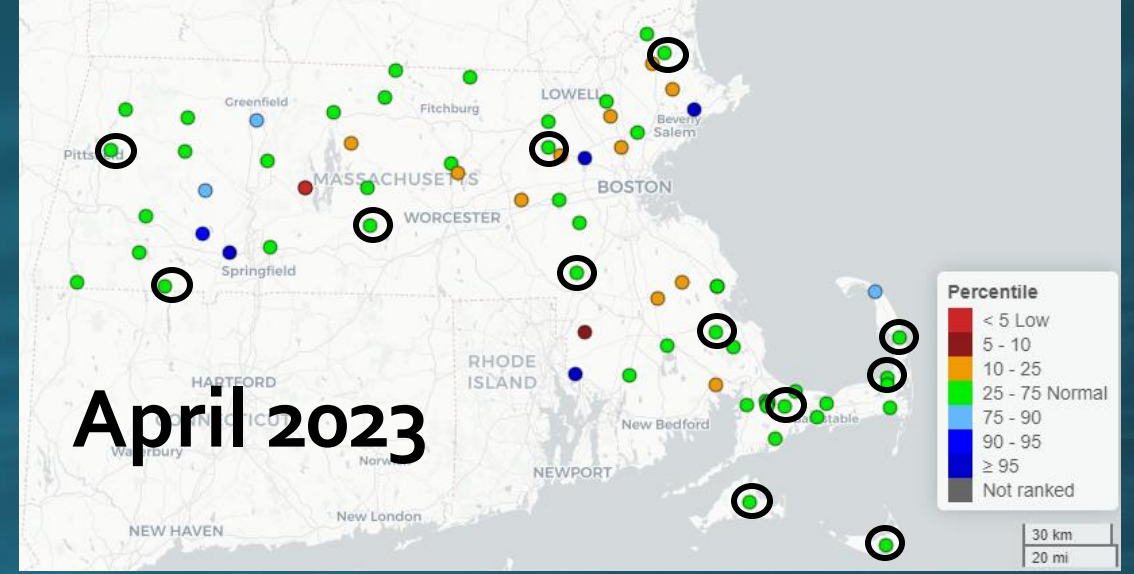 LOWELL
Greenfield
Fitchburg
Beverly
Salem
Pittsfield
MASSACHUSETTS
BOSTON
WORCESTER
Springfield
Percentile
< 5 Low
5 - 10
10 - 25
25 - 75 Normal
75 - 90
90 - 95
≥ 95
Not ranked
RHODE
ISLAND
HARTFORD
April 2023
CONNECTICUT
New Bedford
Barnstable
Waterbury
Norwich
NEWPORT
New London
NEW HAVEN
30 km
20 mi